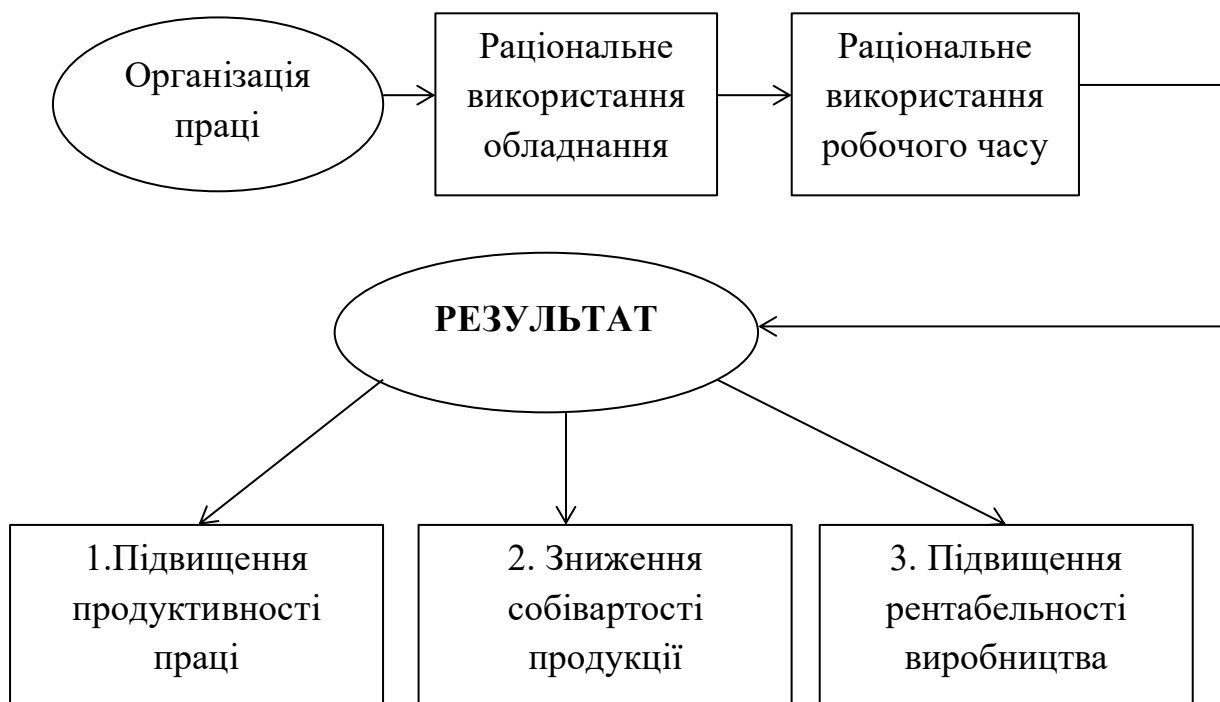 Організація
праці
Раціональне
використання
обладнання
Раціональне
використання
робочого часу
РЕЗУЛЬТАТ
1.Підвищення
продуктивності
праці
2. Зниження
собівартості
продукції
3. Підвищення
рентабельності
виробництва